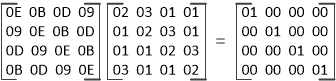 0E 0B 0D 09 02 03 01 01 01 00 00 00
09 0E 0B 0D 01 02 03 01 = 00 01 00 00
0D 09 0E 0B 01 01 02 03 00 00 01 00
0B 0D 09 0E 03 01 01 02 00 00 00 01